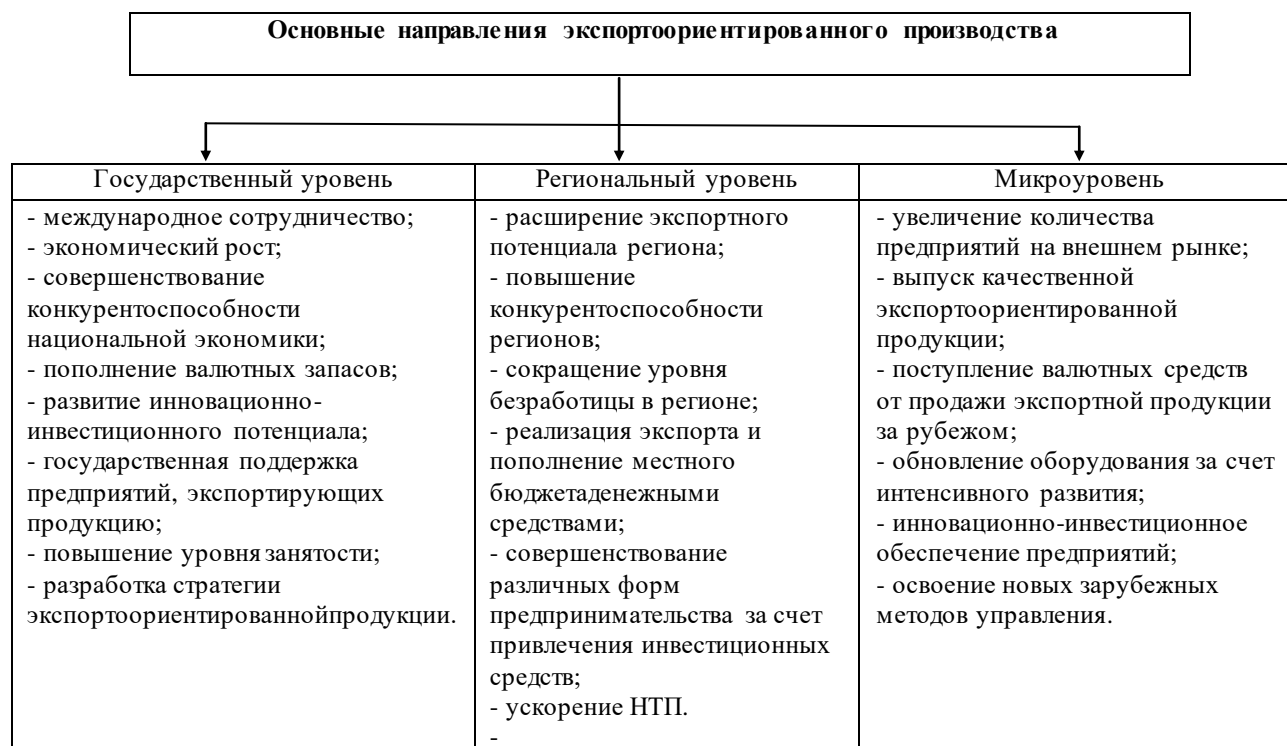 Основные направления экспортоориентированного производства
Государственный уровень
- международное сотрудничество;
- экономический рост;
- совершенствование
конкурентоспособности
национальной экономики;
- пополнение валютных запасов;
- развитие инновационно-
инвестиционного потенциала;
- государственная поддержка
предприятий, экспортирующих
продукцию;
- повышение уровня занятости;
- разработка стратегии
экспортоориентированнойпродукции.
Региональный уровень
- расширение экспортного
потенциала региона;
- повышение
конкурентоспособности
регионов;
- сокращение уровня
безработицы в регионе;
- реализация экспорта и
пополнение местного
бюджетаденежными
средствами;
- совершенствование
различных форм
предпринимательства за счет
привлечения инвестиционных
средств;
- ускорение НТП.
-
Микроуровень
- увеличение количества
предприятий на внешнем рынке;
- выпуск качественной
экспортоориентированной
продукции;
- поступление валютных средств
от продажи экспортной продукции
за рубежом;
- обновление оборудования за счет
интенсивного развития;
- инновационно-инвестиционное
обеспечение предприятий;
- освоение новых зарубежных
методов управления.